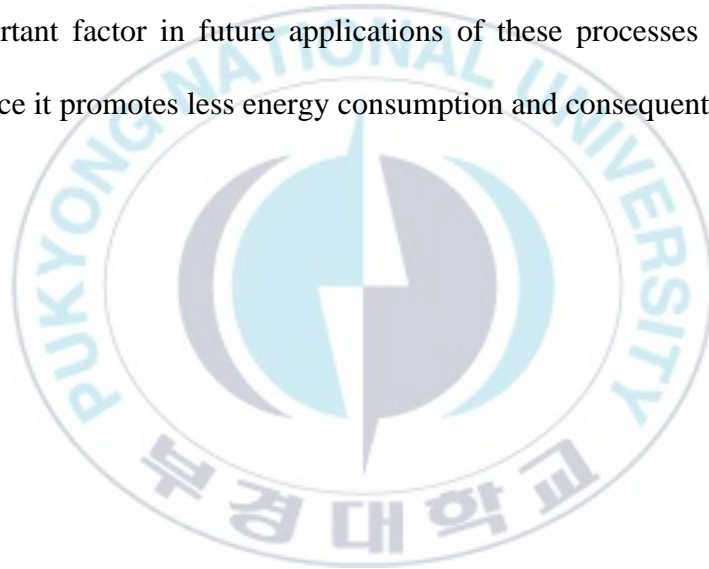 rtant factor in future applications of these processes
ce it promotes less energy consumption and consequent
PUKYONG NATIONAL UNIVERSITY
부경대학교